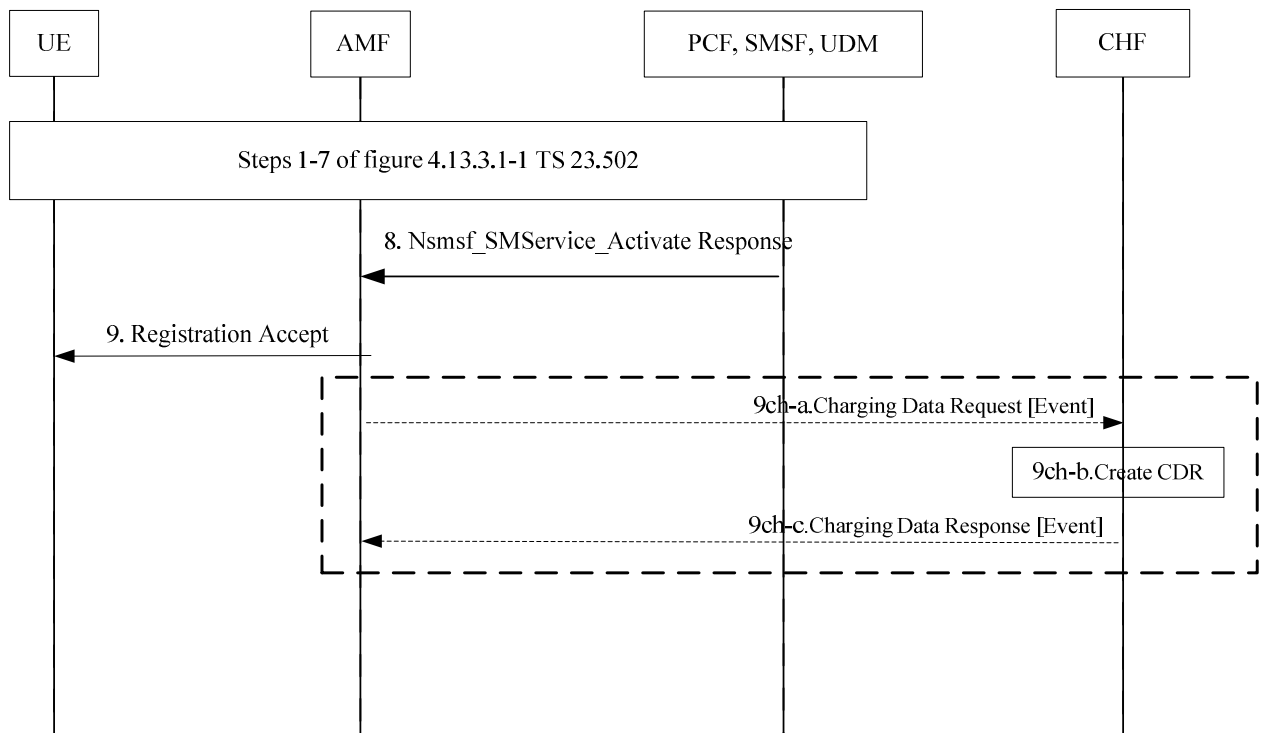 UE
AMF
PCF, SMSF, UDM
CHF
Steps 1-7 of figure 4.13.3.1-1 TS 23.502
8. Nsmsf_SMService_Activate Response
9. Registration Accept
9ch-a.Charging Data Request [Event]
9ch-b.Create CDR
9ch-c.Charging Data Response [Event]